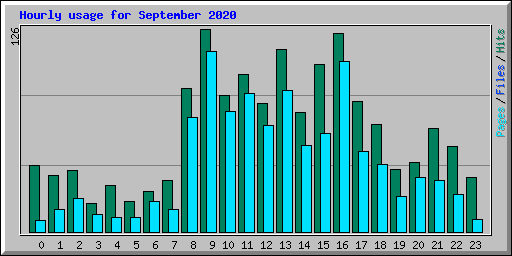 Hourly usage for September 2020
126
Pages/Files/Hits
0 1 2 3 4 5 6 7 8 9 10 11 12 13 14 15 16 17 18 19 20 21 22 23